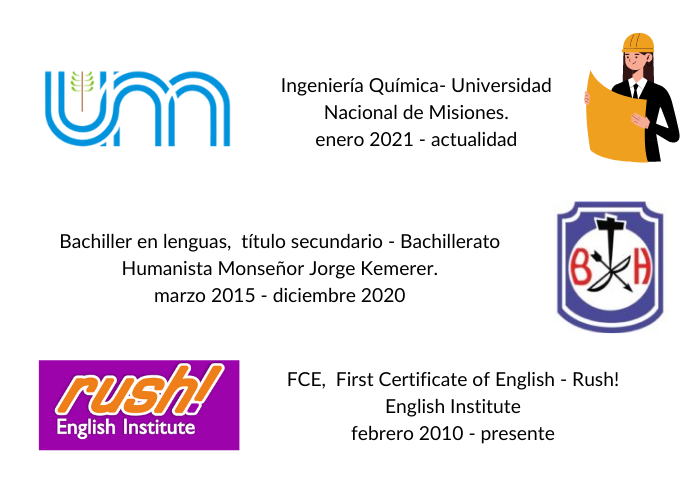 um
Ingeniería Química- Universidad
Nacional de Misiones.
enero 2021 - actualidad
Bachiller en lenguas,  título secundario - Bachillerato
Humanista Monseñor Jorge Kemerer.
marzo 2015 - diciembre 2020
B H
rush!
English Institute
FCE,  First Certificate of English - Rush!
English Institute
febrero 2010 - presente